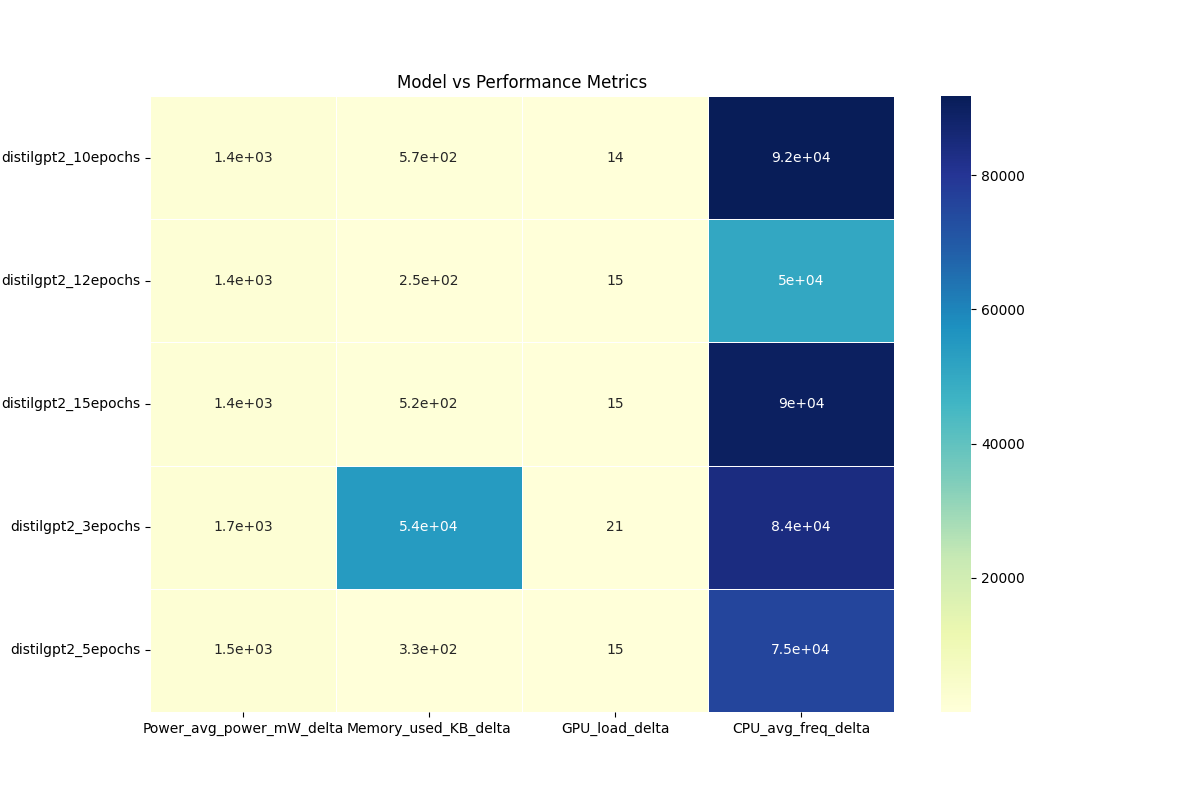 Model vs Performance Metrics
distilgpt2_10epochs 1.4e+03 5.7e+02 14 9.2e+04
distilgpt2_12epochs 1.4e+03 2.5e+02 15 5e+04
distilgpt2_15epochs 1.4e+03 5.2e+02 15 9e+04
distilgpt2_3epochs 1.7e+03 5.4e+04 21 8.4e+04
distilgpt2_5epochs 1.5e+03 3.3e+02 15 7.5e+04
Power_avg_power_mW_delta Memory_used_KB_delta GPU_load_delta CPU_avg_freq_delta
80000
60000
40000
20000